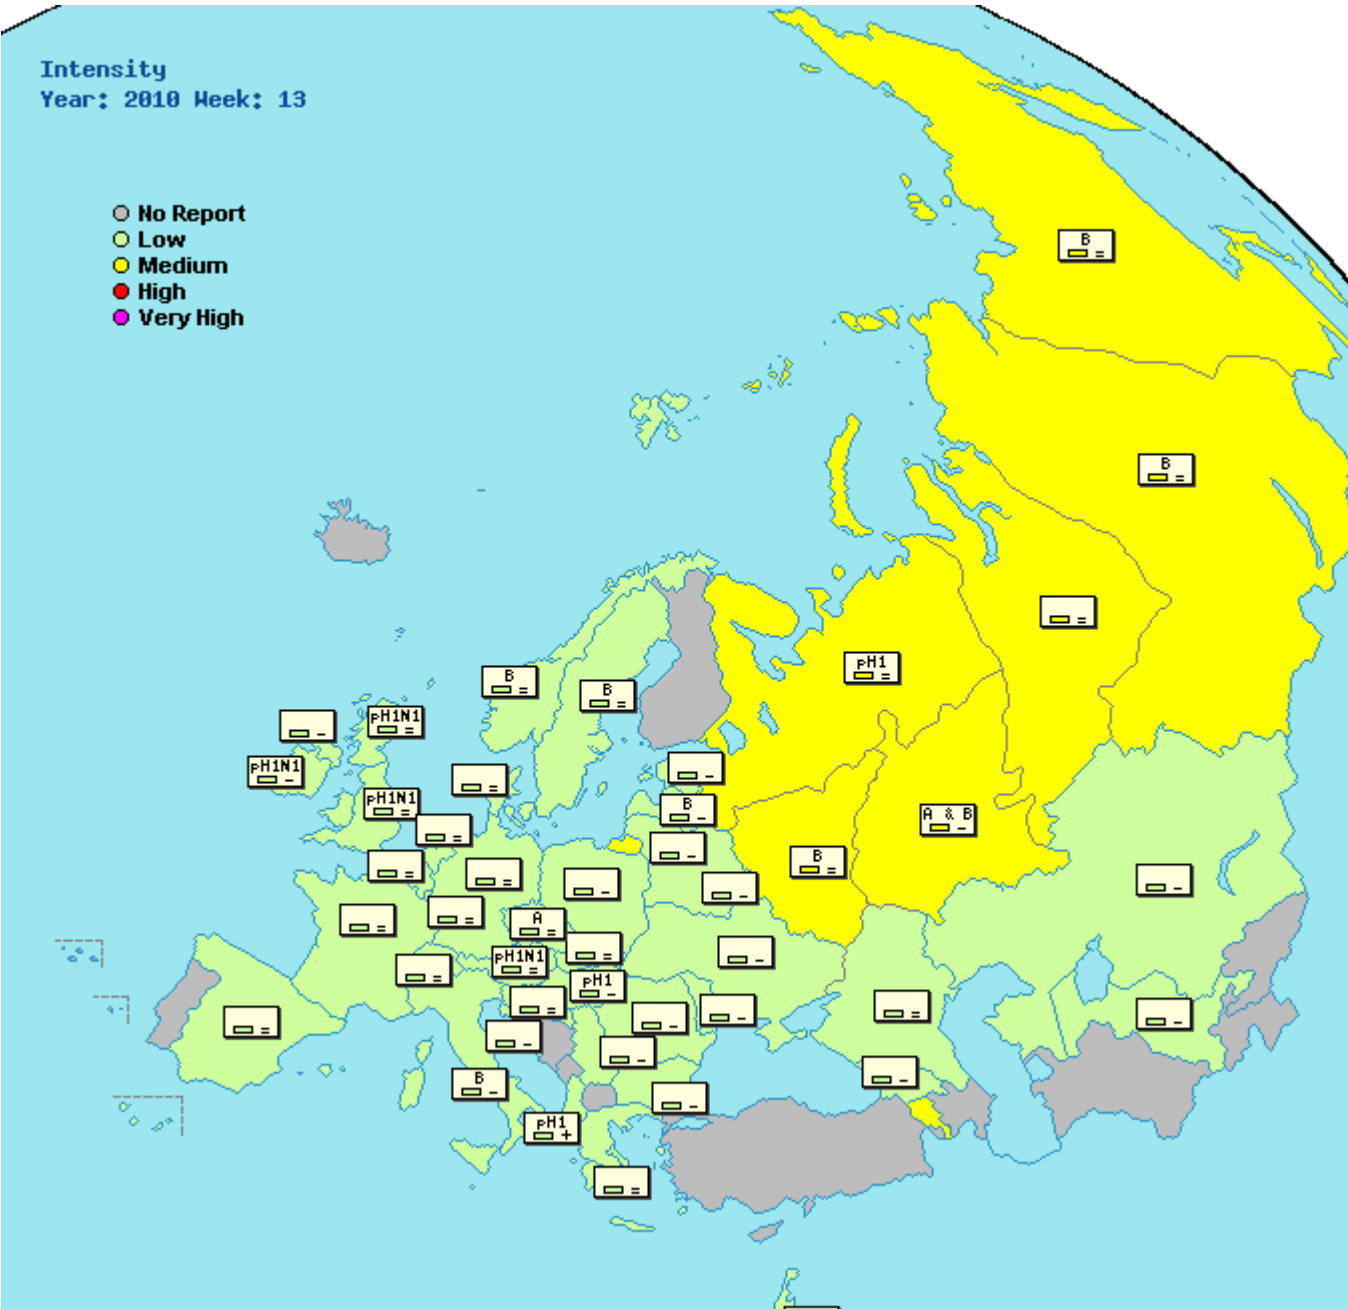 Intensity
Year: 2010 Week: 13
No Report
Low
Medium
High
Very High
B
=
B
=
=
pH1
=
B
=
B
=
-
pH1N1
=
pH1N1
-
=
-
pH1N1
=
B
-
A & B
-
=
-
B
=
=
=
-
-
-
=
=
A
=
=
-
pH1N1
=
=
pH1
-
=
=
-
-
=
-
=
-
-
-
B
-
-
pH1
+
=